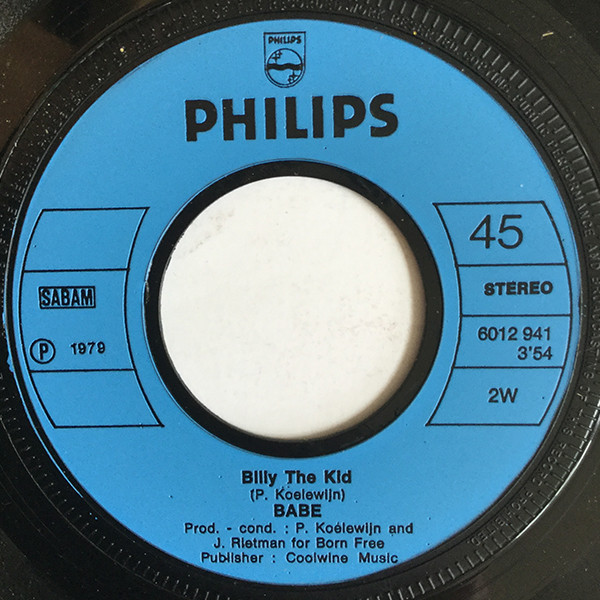 PHILIPS
PHILIPS
45
SABAM
STEREO
P 1979
6012 941
3'54
2W
Billy The Kid
(P. Koelewijn)
BABE
Prod. - cond. : P. Koélewijn and
J. Rietman for Born Free
Publisher : Coolwine Music